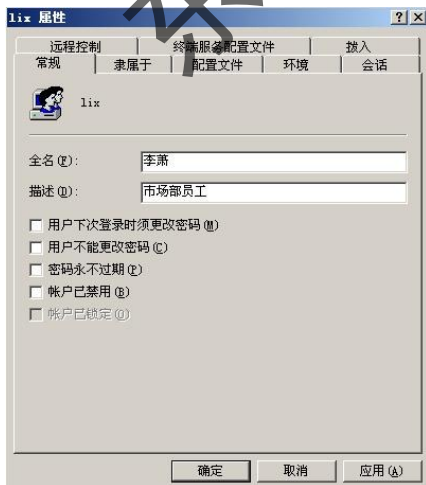 lix 属性
远程控制 终端服务配置文件 拨入
常规 隶属于 配置文件 环境 会话
lix
全名(F): 李萧
描述(D): 市场部员工
用户下次登录时须更改密码(M)
用户不能更改密码(C)
密码永不过期(P)
帐户已禁用(B)
帐户已锁定(O)
确定 取消 应用(A)